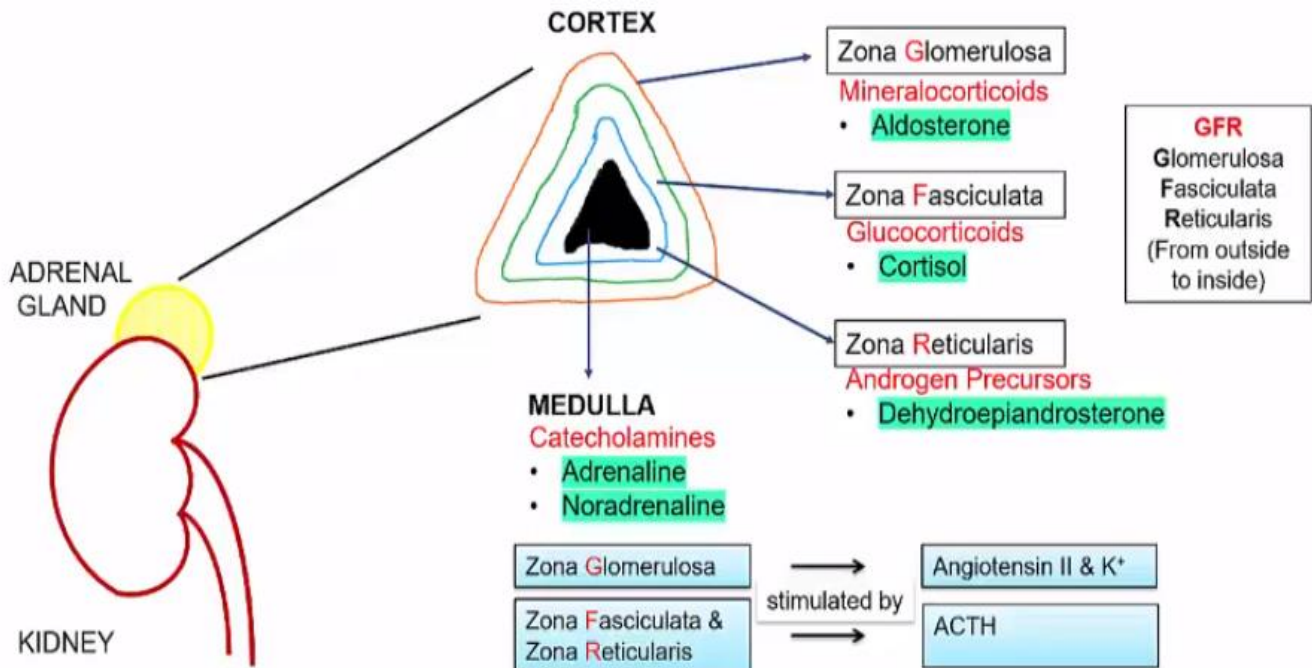 CORTEX
Zona Glomerulosa
Mineralocorticoids
• Aldosterone
Zona Fasciculata
Glucocorticoids
• Cortisol
Zona Reticularis
Androgen Precursors
• Dehydroepiandrosterone
GFR
Glomerulosa
Fasciculata
Reticularis
(From outside
to inside)
ADRENAL
GLAND
KIDNEY
MEDULLA
Catecholamines
• Adrenaline
• Noradrenaline
Zona Glomerulosa
stimulated by
Angiotensin II & K⁺
Zona Fasciculata &
Zona Reticularis
ACTH